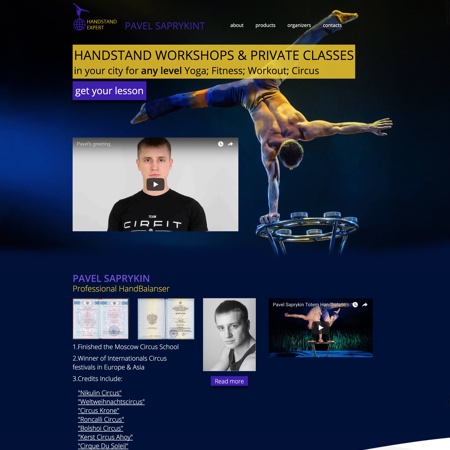 HANDSTAND
EXPERT
PAVEL SAPRYKINT
about products organizers contacts
HANDSTAND WORKSHOPS & PRIVATE CLASSES
in your city for any level Yoga; Fitness; Workout; Circus
get your lesson
Pavel's greeting
TEAM
CIRFIT
PAVEL SAPRYKIN
Professional HandBalanser
Pavel Saprykin Totem Handbalance
1.Finished the Moscow Circus School
2.Winner of Internationals Circus
festivals in Europe & Asia
3.Credits Include:
Read more
"Nikulin Circus"
"Weltweihnachtscircus"
"Circus Krone"
"Roncalli Circus"
"Bolshoi Circus"
"Kerst Circus Ahoy"
"Cirque Du Soleil"